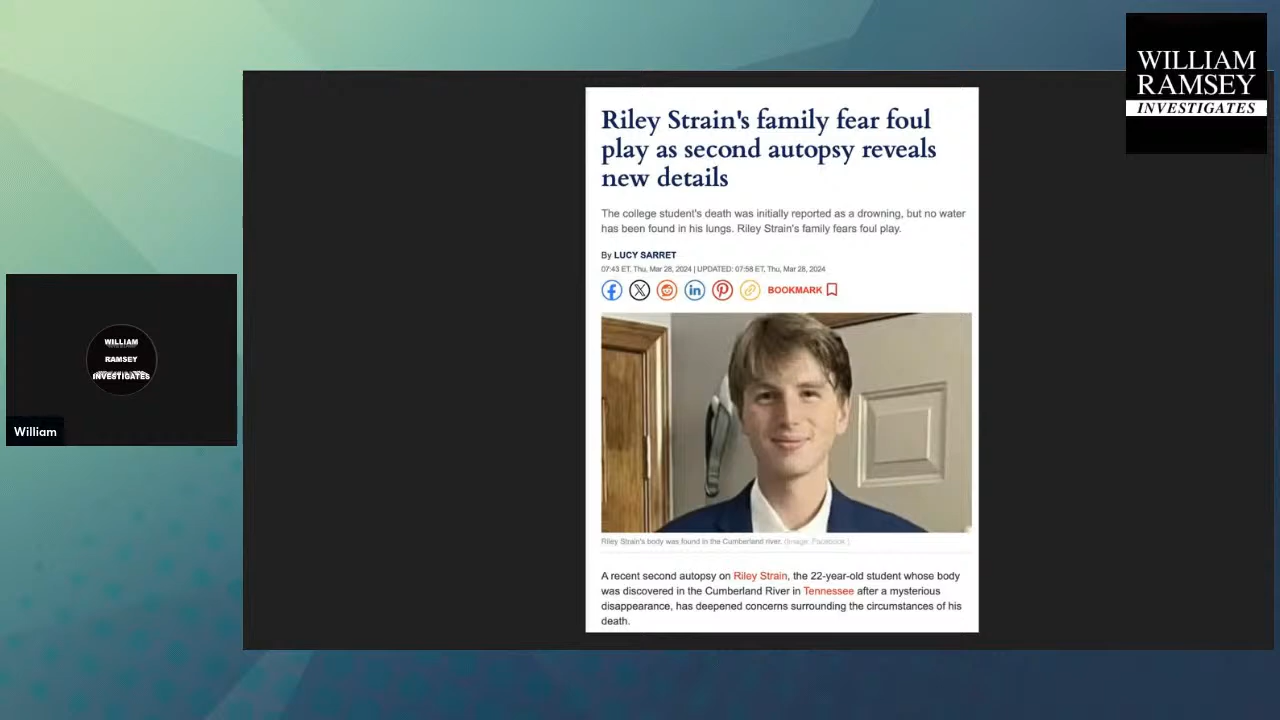 WILLIAM
RAMSEY
INVESTIGATES
Riley Strain's family fear foul
play as second autopsy reveals
new details
The college student's death was initially reported as a drowning, but no water
has been found in his lungs. Riley Strain's family fears foul play.
By LUCY SARRET
07:43 ET, Thu, Mar 28, 2024 | UPDATED: 07:58 ET, Thu, Mar 28, 2024
BOOKMARK
Riley Strain's body was found in the Cumberland river. (Image: Facebook )
A recent second autopsy on Riley Strain, the 22-year-old student whose body
was discovered in the Cumberland River in Tennessee after a mysterious
disappearance, has deepened concerns surrounding the circumstances of his
death.
WILLIAM
RAMSEY
INVESTIGATES
William